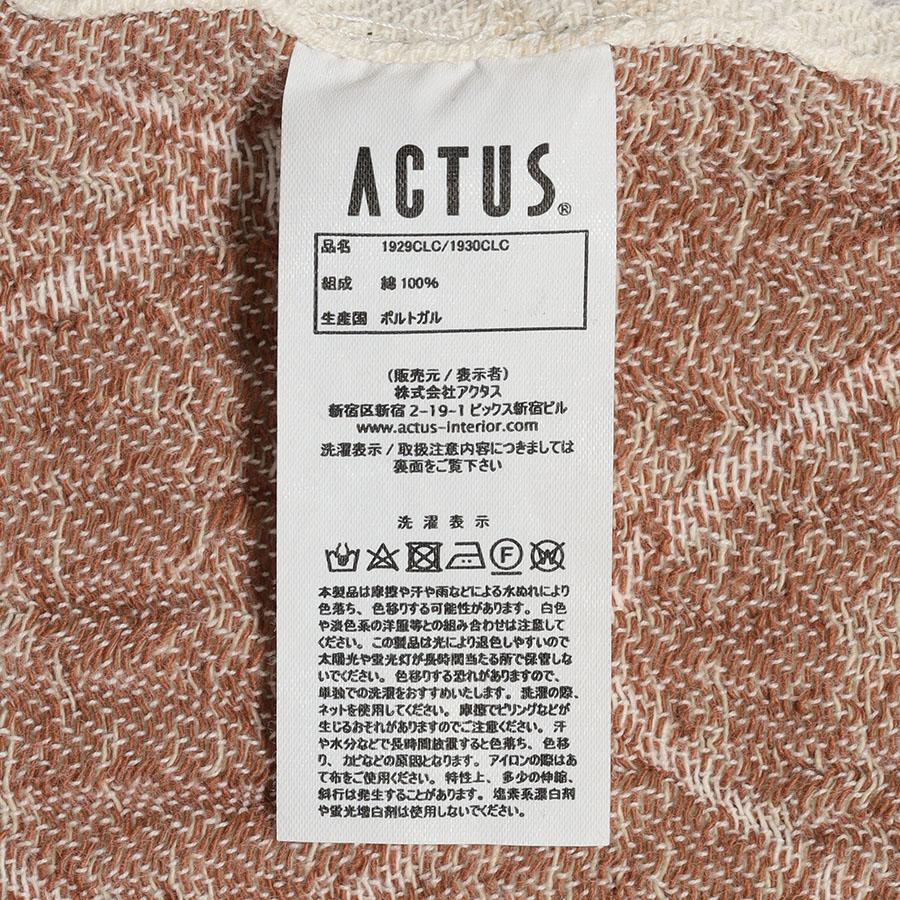 ACTUS®
品名 1929CLC/1930CLC
組成 綿100%
生産国 ポルトガル
(販売元/表示者)
株式会社アクタス
新宿区新宿2-19-1ビックス新宿ビル
www.actus-interior.com
洗濯表示/取扱注意内容につきましては
裏面をご覧下さい
洗濯表示
F
W
本製品は摩擦や汗や雨などによる水ぬれにより
色落ち、色移りする可能性があります。白色
や淡色系の洋服等との組み合わせは注意して
ください。この製品は光により退色しやすいので
太陽光や蛍光灯が長時間当たる所で保管しな
いでください。色移りする恐れがありますので、
単独での洗濯をおすすめいたします。洗濯の際、
ネットを使用してください。摩擦でピリングなどが
生じるおそれがありますのでご注意ください。汗
や水分などで長時間放置すると色落ち、色移
り、カビなどの原因となります。アイロンの際はあ
て布をご使用ください。特性上、多少の伸縮、
斜行は発生することがあります。塩素系漂白剤
や蛍光増白剤は使用しないでください。